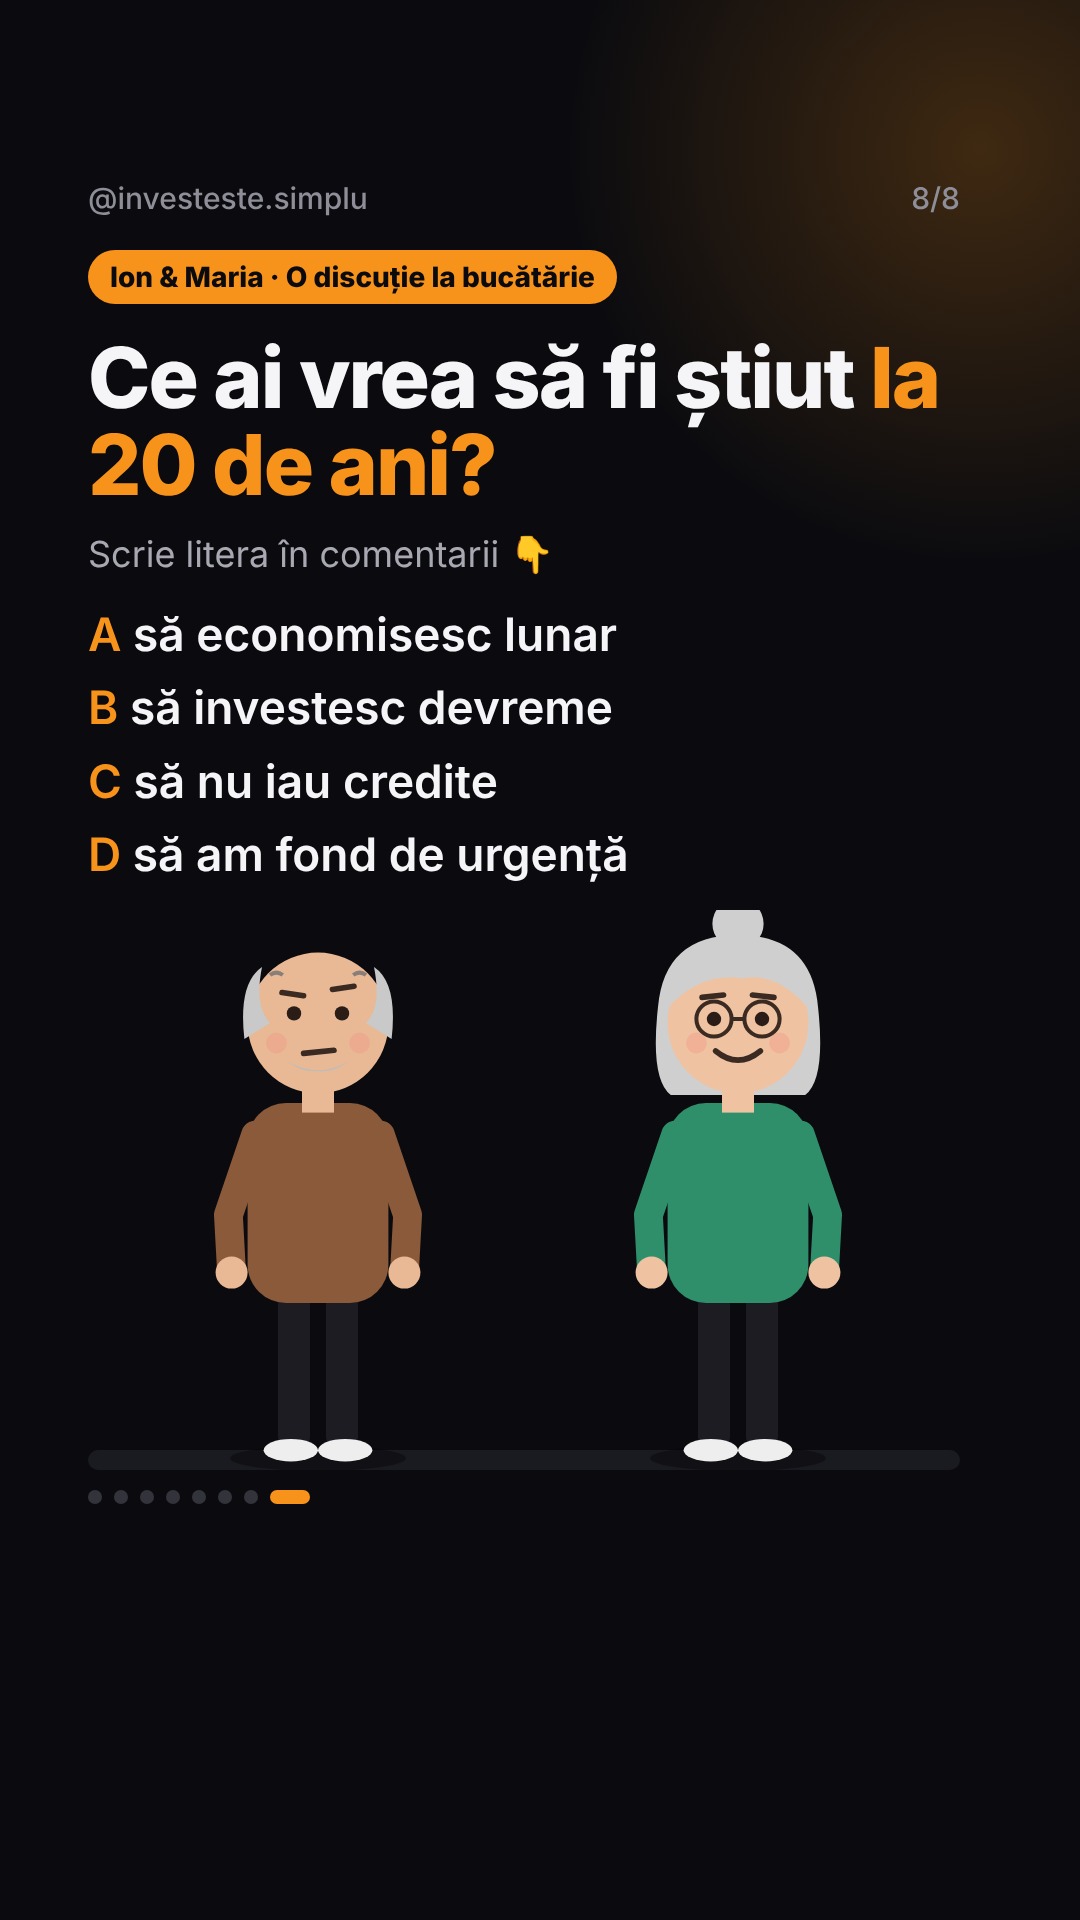 @investeste.simplu
8/8
Ion & Maria · O discuție la bucătărie
Ce ai vrea să fi știut la
20 de ani?
Scrie litera în comentarii 👇
A să economisesc lunar
B să investesc devreme
C să nu iau credite
D să am fond de urgență